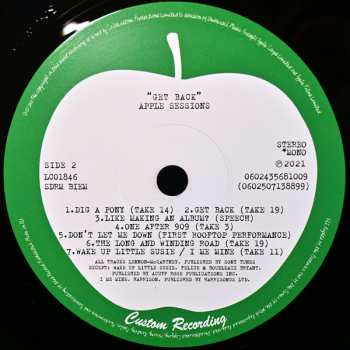 "GET BACK"
APPLE SESSIONS
STEREO
*MONO
SIDE 2
℗2021
LC01846
0602435681009
SDRM BIEM
(0602507138899)
1.DIG A PONY (TAKE 14) 2.GET BACK (TAKE 19)
3.LIKE MAKING AN ALBUM? (SPEECH)
4.ONE AFTER 909 (TAKE 3)
5.DON'T LET ME DOWN (FIRST ROOFTOP PERFORMANCE)
6.THE LONG AND WINDING ROAD (TAKE 19)
7.WAKE UP LITTLE SUSIE / I ME MINE (TAKE 11)
ALL TRACKS LENNON-McCARTNEY. PUBLISHED BY SONY TUNES
EXCEPT: WAKE UP LITTLE SUSIE. FELICE & BOUDLEAUX BRYANT.
PUBLISHED BY ACUFF ROSE PUBLICATIONS INC.
I ME MINE. HARRISON. PUBLISHED BY HARRISONGS LTD.
Custom Recording